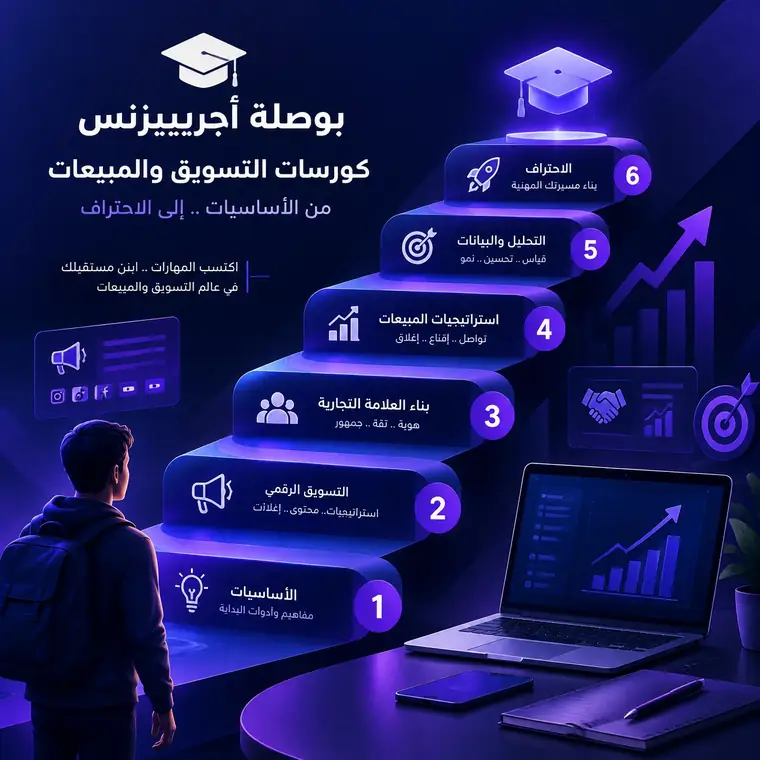 بوصلة أجريبيزنس
كورسات التسويق والمبيعات
من الأساسيات .. إلى الاحتراف
اكتسب المهارات .. ابنِ مستقبلك
في عالم التسويق والمبيعات
الاحتراف
بناء مسيرتك المهنية
6
التحليل والبيانات
قياس .. تحسين .. نمو
5
استراتيجيات المبيعات
تواصل .. إقناع .. إغلاق
4
بناء العلامة التجارية
هوية .. ثقة .. جمهور
3
التسويق الرقمي
استراتيجيات.. محتوى.. إعلانات
2
الأساسيات
مفاهيم وأدوات البداية
1